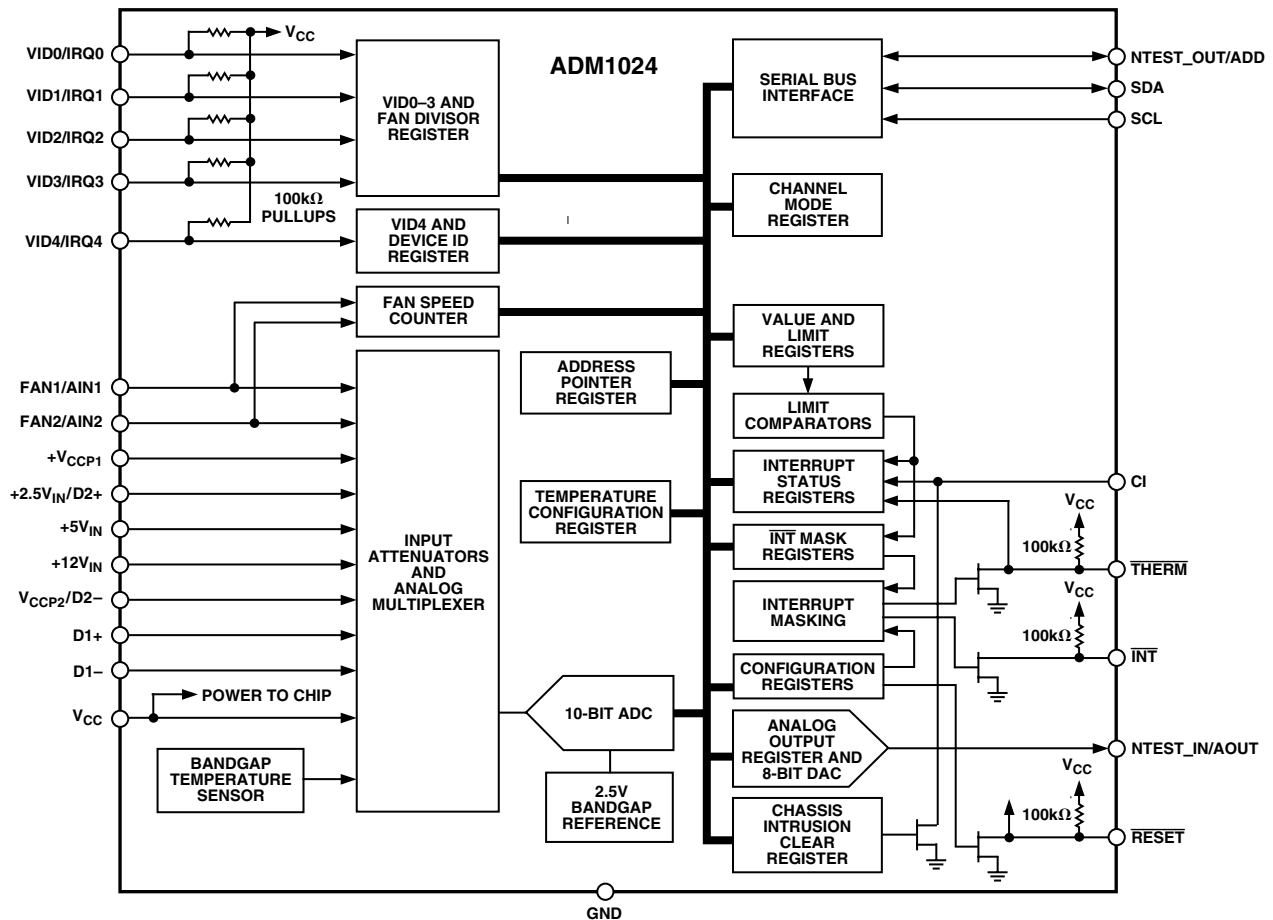 VID0/IRQ0
VID1/IRQ1
VID2/IRQ2
VID3/IRQ3
VID4/IRQ4
FAN1/AIN1
FAN2/AIN2
+VCCP1
+2.5VIN/D2+
+5VIN
+12VIN
VCCP2/D2–
D1+
D1–
VCC
POWER TO CHIP
BANDGAP
TEMPERATURE
SENSOR
VCC
100kΩ
PULLUPS
VID0–3 AND
FAN DIVISOR
REGISTER
VID4 AND
DEVICE ID
REGISTER
FAN SPEED
COUNTER
INPUT
ATTENUATORS
AND
ANALOG
MULTIPLEXER
ADM1024
ADDRESS
POINTER
REGISTER
TEMPERATURE
CONFIGURATION
REGISTER
10-BIT ADC
2.5V
BANDGAP
REFERENCE
SERIAL BUS
INTERFACE
CHANNEL
MODE
REGISTER
VALUE AND
LIMIT
REGISTERS
LIMIT
COMPARATORS
INTERRUPT
STATUS
REGISTERS
INT MASK
REGISTERS
INTERRUPT
MASKING
CONFIGURATION
REGISTERS
ANALOG
OUTPUT
REGISTER AND
8-BIT DAC
CHASSIS
INTRUSION
CLEAR
REGISTER
NTEST_OUT/ADD
SDA
SCL
CI
VCC
100kΩ
THERM
VCC
100kΩ
INT
NTEST_IN/AOUT
VCC
100kΩ
RESET
GND